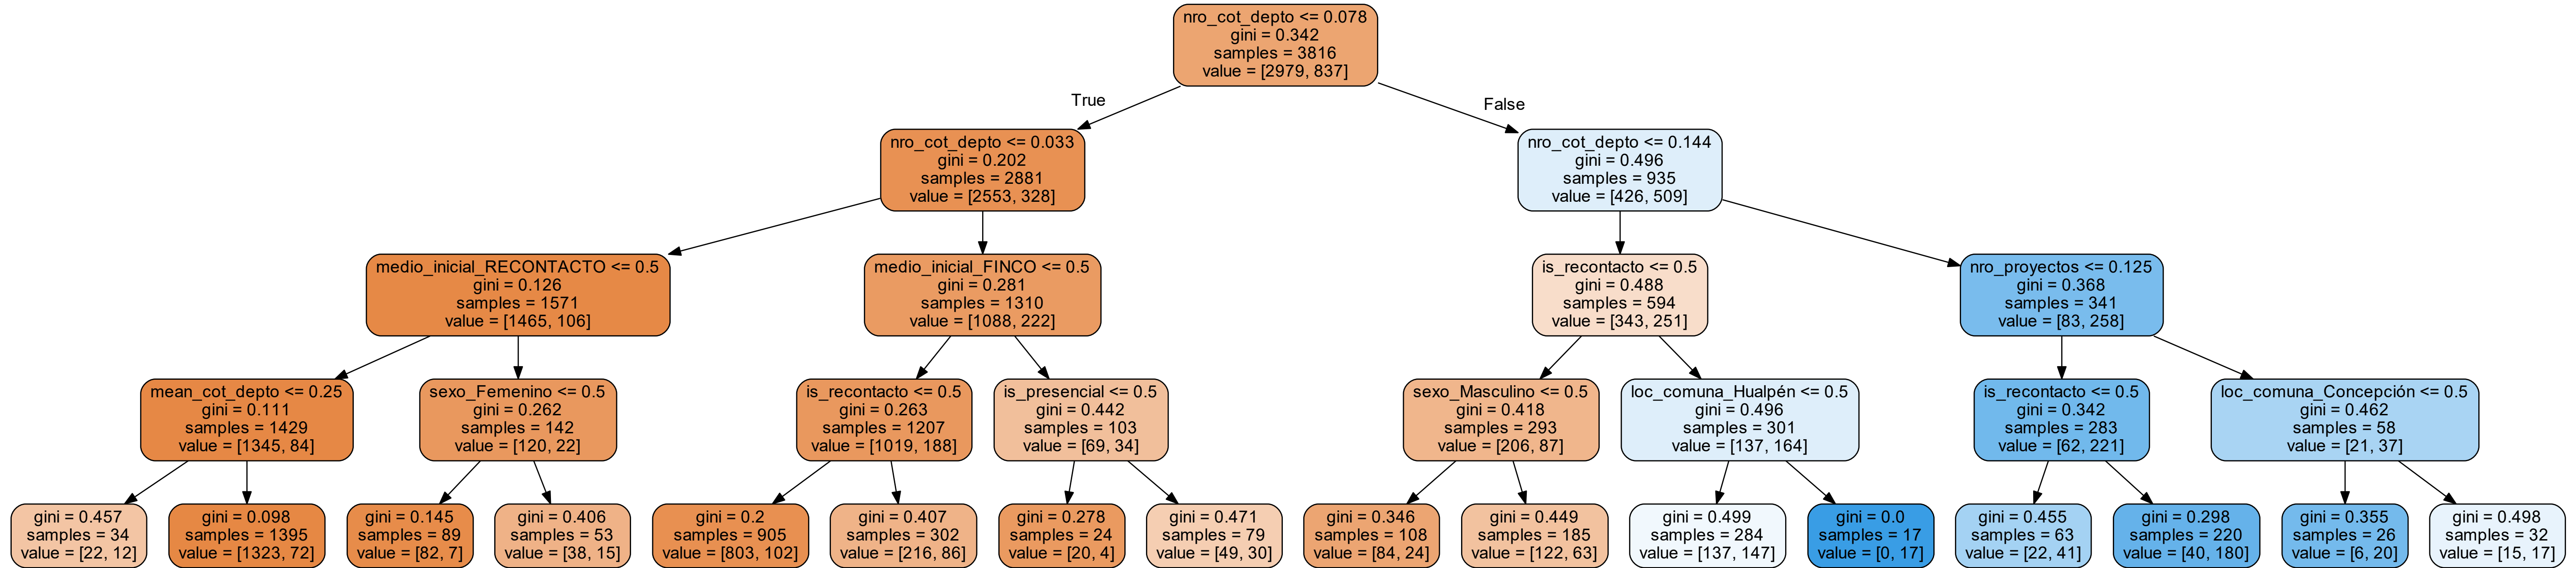 nro_cot_depto <= 0.078
gini = 0.342
samples = 3816
value = [2979, 837]
True
False
nro_cot_depto <= 0.033
gini = 0.202
samples = 2881
value = [2553, 328]
nro_cot_depto <= 0.144
gini = 0.496
samples = 935
value = [426, 509]
medio_inicial_RECONTACTO <= 0.5
gini = 0.126
samples = 1571
value = [1465, 106]
medio_inicial_FINCO <= 0.5
gini = 0.281
samples = 1310
value = [1088, 222]
is_recontacto <= 0.5
gini = 0.488
samples = 594
value = [343, 251]
nro_proyectos <= 0.125
gini = 0.368
samples = 341
value = [83, 258]
mean_cot_depto <= 0.25
gini = 0.111
samples = 1429
value = [1345, 84]
sexo_Femenino <= 0.5
gini = 0.262
samples = 142
value = [120, 22]
is_recontacto <= 0.5
gini = 0.263
samples = 1207
value = [1019, 188]
is_presencial <= 0.5
gini = 0.442
samples = 103
value = [69, 34]
sexo_Masculino <= 0.5
gini = 0.418
samples = 293
value = [206, 87]
loc_comuna_Hualpén <= 0.5
gini = 0.496
samples = 301
value = [137, 164]
is_recontacto <= 0.5
gini = 0.342
samples = 283
value = [62, 221]
loc_comuna_Concepción <= 0.5
gini = 0.462
samples = 58
value = [21, 37]
gini = 0.457
samples = 34
value = [22, 12]
gini = 0.098
samples = 1395
value = [1323, 72]
gini = 0.145
samples = 89
value = [82, 7]
gini = 0.406
samples = 53
value = [38, 15]
gini = 0.2
samples = 905
value = [803, 102]
gini = 0.407
samples = 302
value = [216, 86]
gini = 0.278
samples = 24
value = [20, 4]
gini = 0.471
samples = 79
value = [49, 30]
gini = 0.346
samples = 108
value = [84, 24]
gini = 0.449
samples = 185
value = [122, 63]
gini = 0.499
samples = 284
value = [137, 147]
gini = 0.0
samples = 17
value = [0, 17]
gini = 0.455
samples = 63
value = [22, 41]
gini = 0.298
samples = 220
value = [40, 180]
gini = 0.355
samples = 26
value = [6, 20]
gini = 0.498
samples = 32
value = [15, 17]